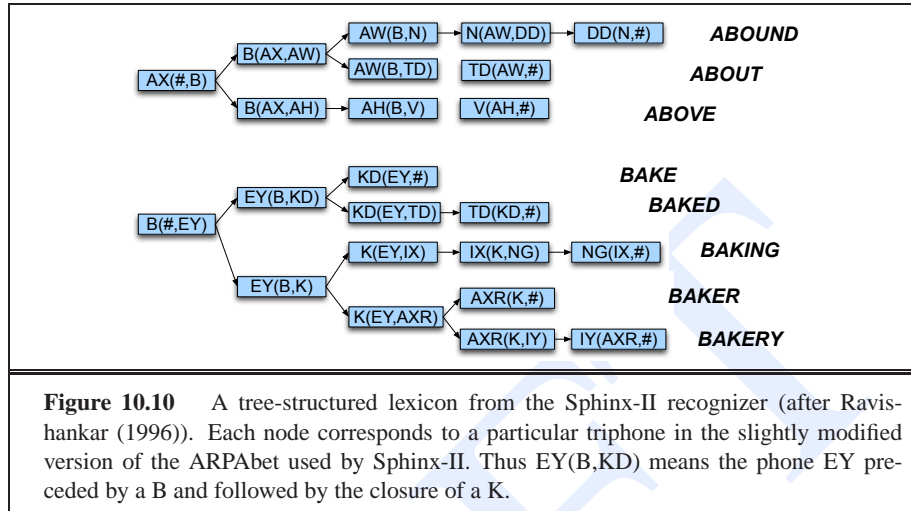 AW(B,N) N(AW,DD) DD(N,#) ABOUND
B(AX,AW)
AW(B,TD) TD(AW,#) ABOUT
AX(#,B)
B(AX,AH) AH(B,V) V(AH,#) ABOVE
KD(EY,#) BAKE
EY(B,KD)
KD(EY,TD) TD(KD,#) BAKED
B(#,EY)
K(EY,IX) IX(K,NG) NG(IX,#) BAKING
EY(B,K)
AXR(K,#) BAKER
K(EY,AXR)
AXR(K,IY) IY(AXR,#) BAKERY
Figure 10.10 A tree-structured lexicon from the Sphinx-II recognizer (after Ravis-
hankar (1996)). Each node corresponds to a particular triphone in the slightly modified
version of the ARPAbet used by Sphinx-II. Thus EY(B,KD) means the phone EY pre-
ceded by a B and followed by the closure of a K.